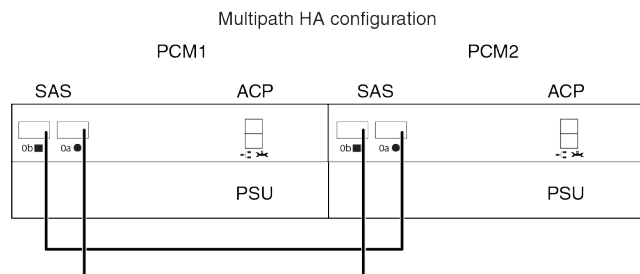 Multipath HA configuration
PCM1 PCM2
SAS ACP SAS ACP
0b 0a 0b 0a
PSU PSU